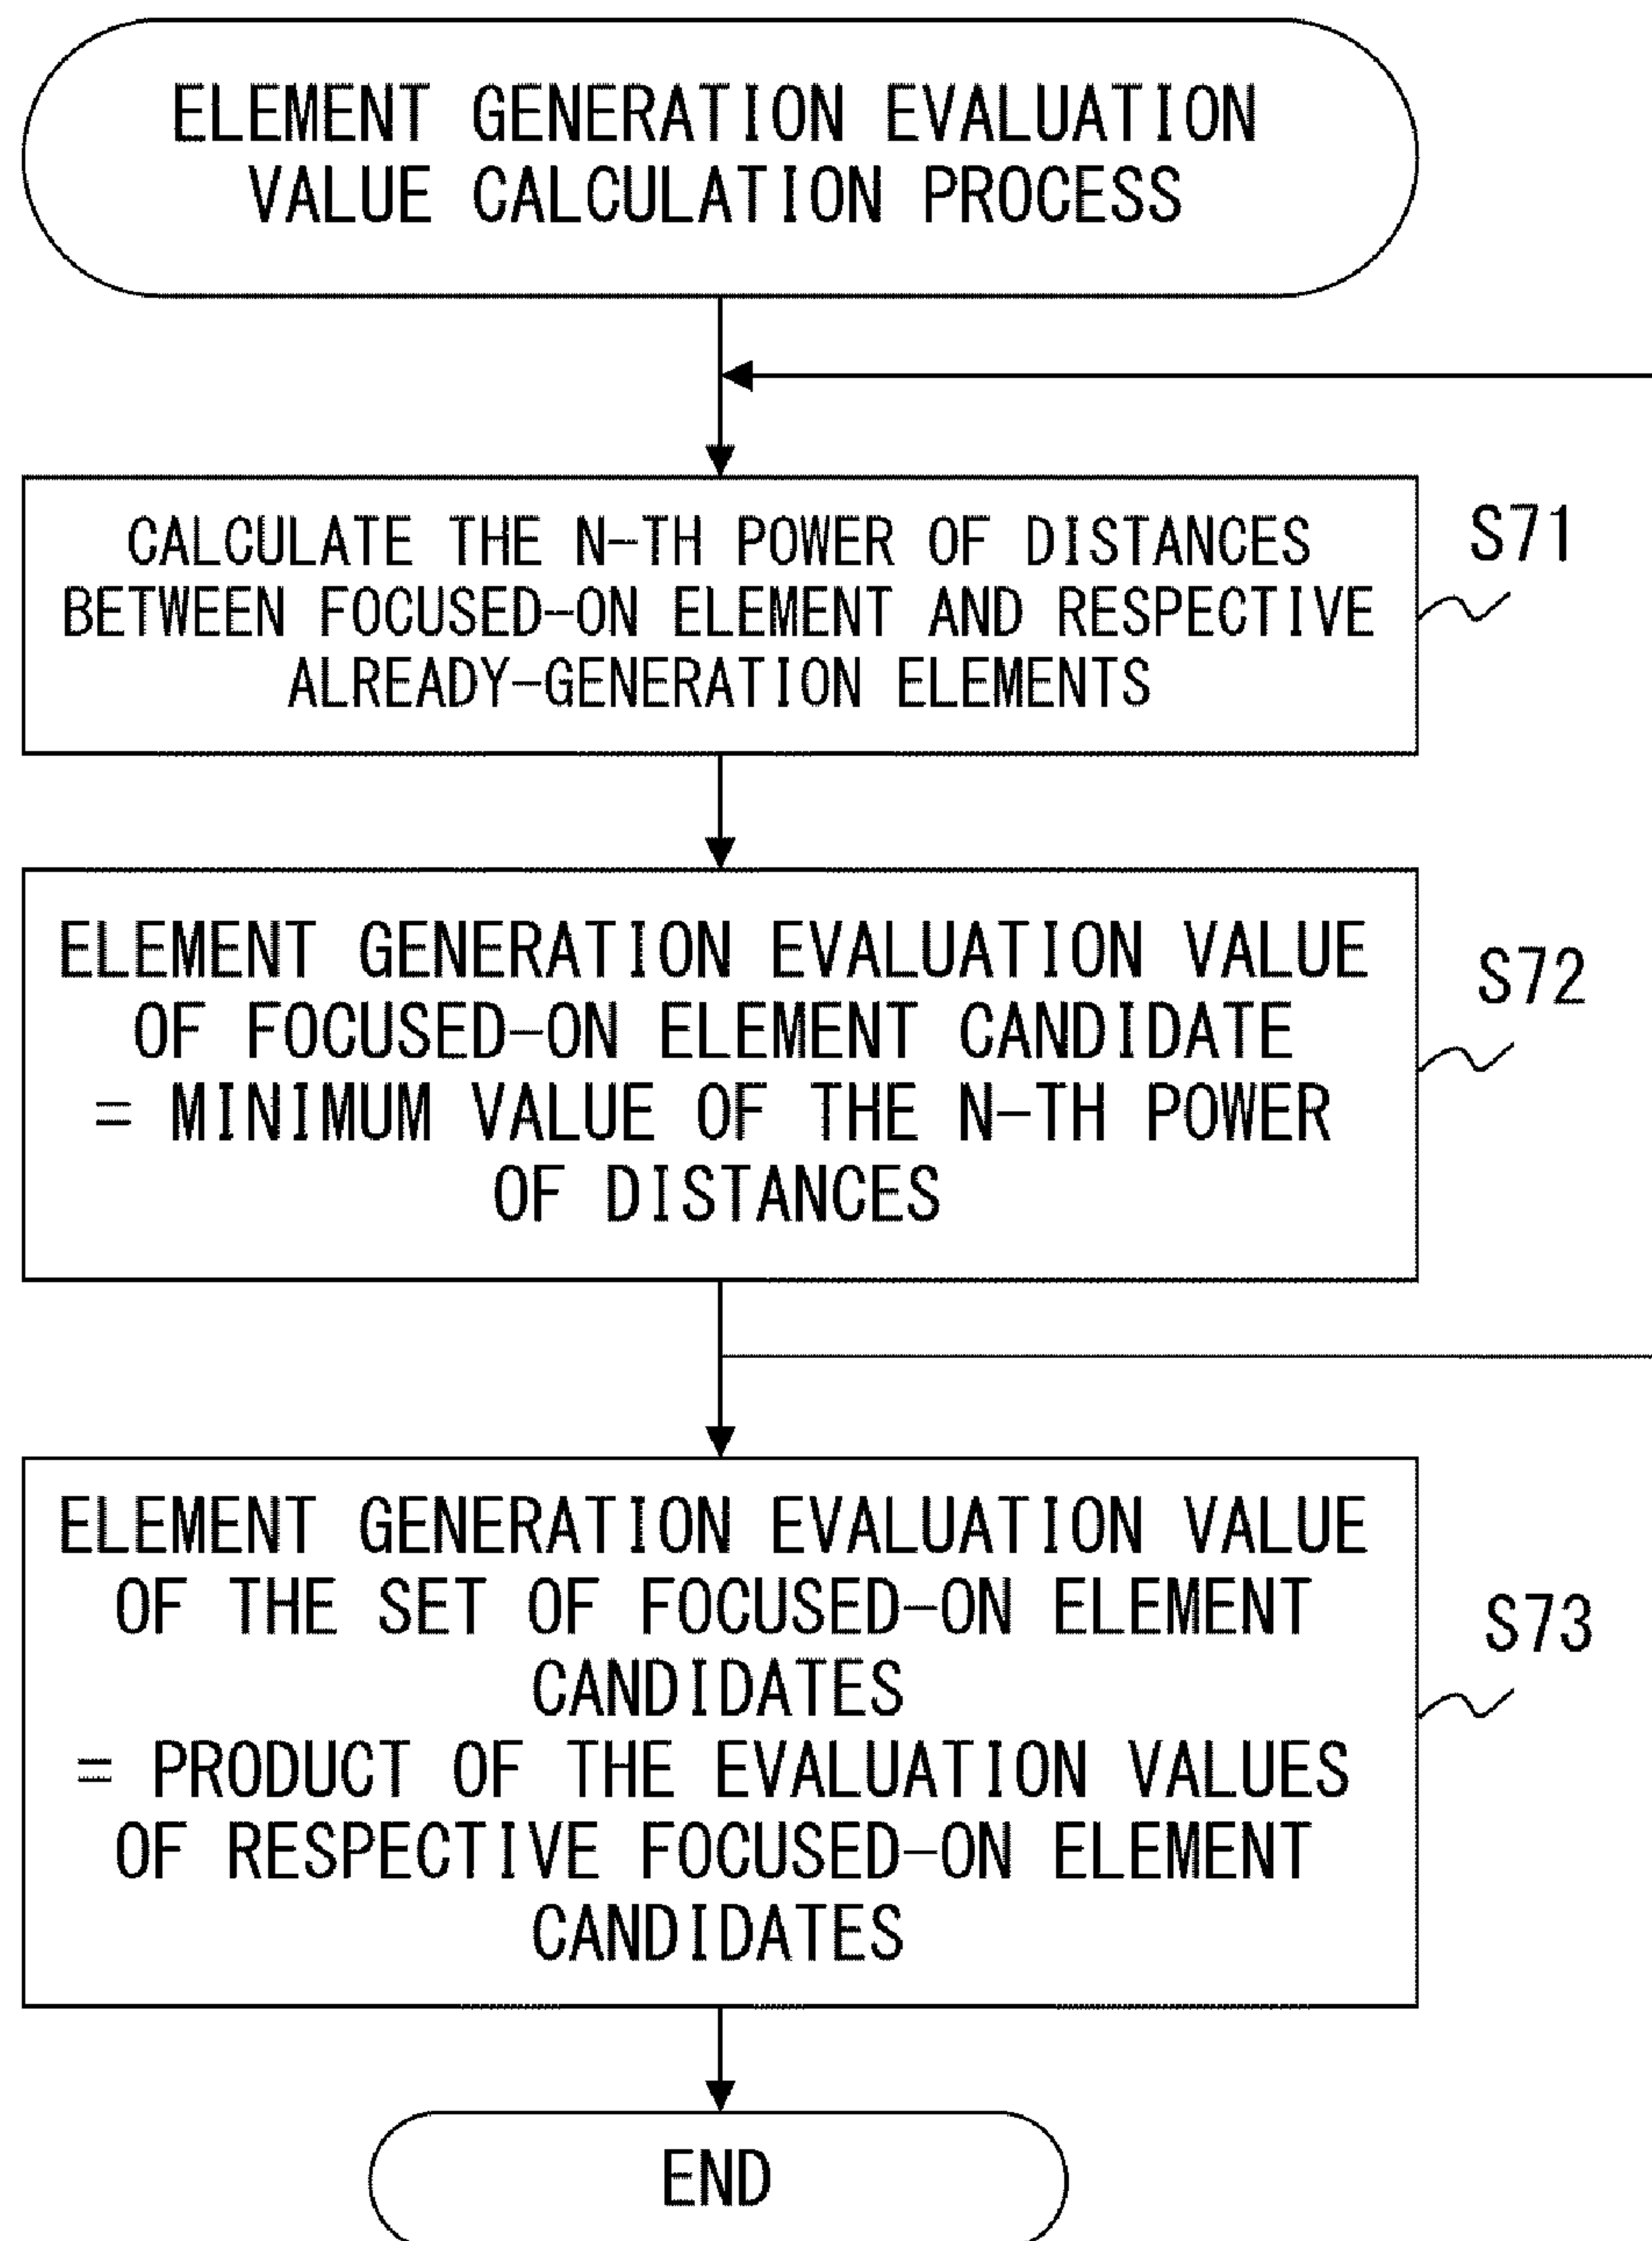 ELEMENT GENERATION EVALUATION
VALUE CALCULATION PROCESS
CALCULATE THE N-TH POWER OF DISTANCES
BETWEEN FOCUSED-ON ELEMENT AND RESPECTIVE
ALREADY-GENERATION ELEMENTS
S71
ELEMENT GENERATION EVALUATION VALUE
OF FOCUSED-ON ELEMENT CANDIDATE
= MINIMUM VALUE OF THE N-TH POWER
OF DISTANCES
S72
ELEMENT GENERATION EVALUATION VALUE
OF THE SET OF FOCUSED-ON ELEMENT
CANDIDATES
= PRODUCT OF THE EVALUATION VALUES
OF RESPECTIVE FOCUSED-ON ELEMENT
CANDIDATES
S73
END